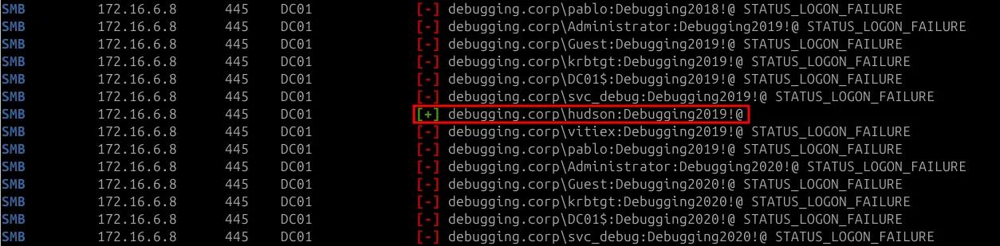 SMB 172.16.6.8 445 DC01 [-] debugging.corp\pablo:Debugging2018!@ STATUS_LOGON_FAILURE
SMB 172.16.6.8 445 DC01 [-] debugging.corp\Administrator:Debugging2019!@ STATUS_LOGON_FAILURE
SMB 172.16.6.8 445 DC01 [-] debugging.corp\Guest:Debugging2019!@ STATUS_LOGON_FAILURE
SMB 172.16.6.8 445 DC01 [-] debugging.corp\krbtgt:Debugging2019!@ STATUS_LOGON_FAILURE
SMB 172.16.6.8 445 DC01 [-] debugging.corp\DC01$:Debugging2019!@ STATUS_LOGON_FAILURE
SMB 172.16.6.8 445 DC01 [-] debugging.corp\svc_debug:Debugging2019!@ STATUS_LOGON_FAILURE
SMB 172.16.6.8 445 DC01 [+] debugging.corp\hudson:Debugging2019!@
SMB 172.16.6.8 445 DC01 [-] debugging.corp\vitiex:Debugging2019!@ STATUS_LOGON_FAILURE
SMB 172.16.6.8 445 DC01 [-] debugging.corp\pablo:Debugging2019!@ STATUS_LOGON_FAILURE
SMB 172.16.6.8 445 DC01 [-] debugging.corp\Administrator:Debugging2020!@ STATUS_LOGON_FAILURE
SMB 172.16.6.8 445 DC01 [-] debugging.corp\Guest:Debugging2020!@ STATUS_LOGON_FAILURE
SMB 172.16.6.8 445 DC01 [-] debugging.corp\krbtgt:Debugging2020!@ STATUS_LOGON_FAILURE
SMB 172.16.6.8 445 DC01 [-] debugging.corp\DC01$:Debugging2020!@ STATUS_LOGON_FAILURE
SMB 172.16.6.8 445 DC01 [-] debugging.corp\svc_debug:Debugging2020!@ STATUS_LOGON_FAILURE